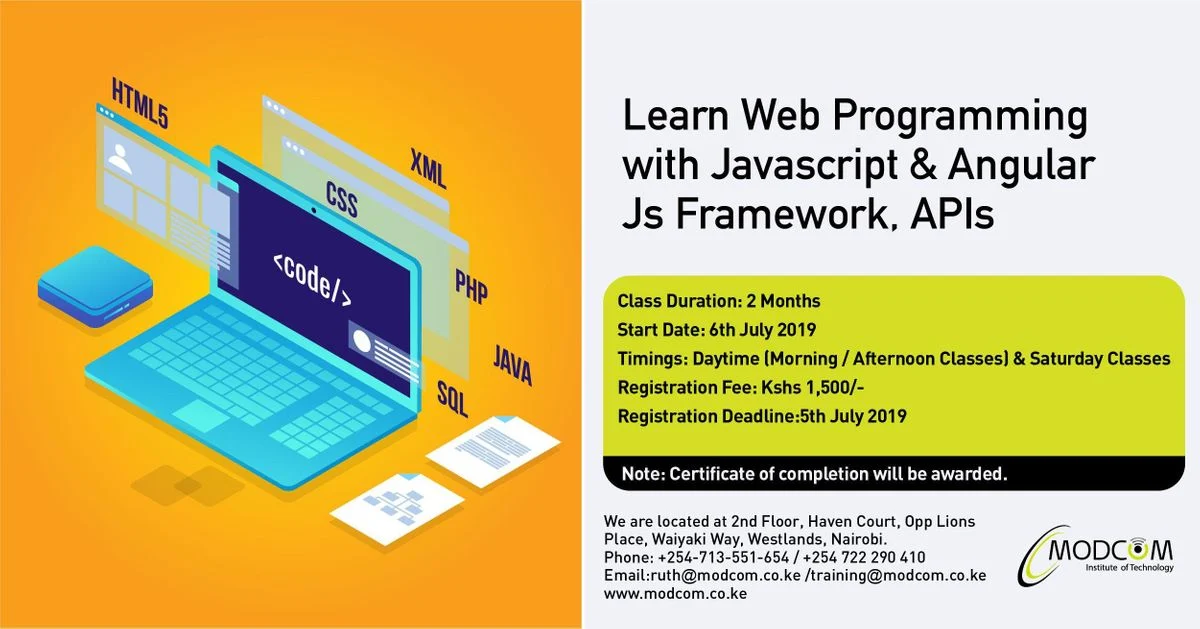 HTML5
XML
CSS
<code/>
PHP
JAVA
SQL
Learn Web Programming
with Javascript & Angular
Js Framework, APIs
Class Duration: 2 Months
Start Date: 6th July 2019
Timings: Daytime (Morning / Afternoon Classes) & Saturday Classes
Registration Fee: Kshs 1,500/-
Registration Deadline:5th July 2019
Note: Certificate of completion will be awarded.
We are located at 2nd Floor, Haven Court, Opp Lions
Place, Waiyaki Way, Westlands, Nairobi.
Phone: +254-713-551-654 / +254 722 290 410
Email:ruth@modcom.co.ke /training@modcom.co.ke
www.modcom.co.ke
MODCOM
Institute of Technology